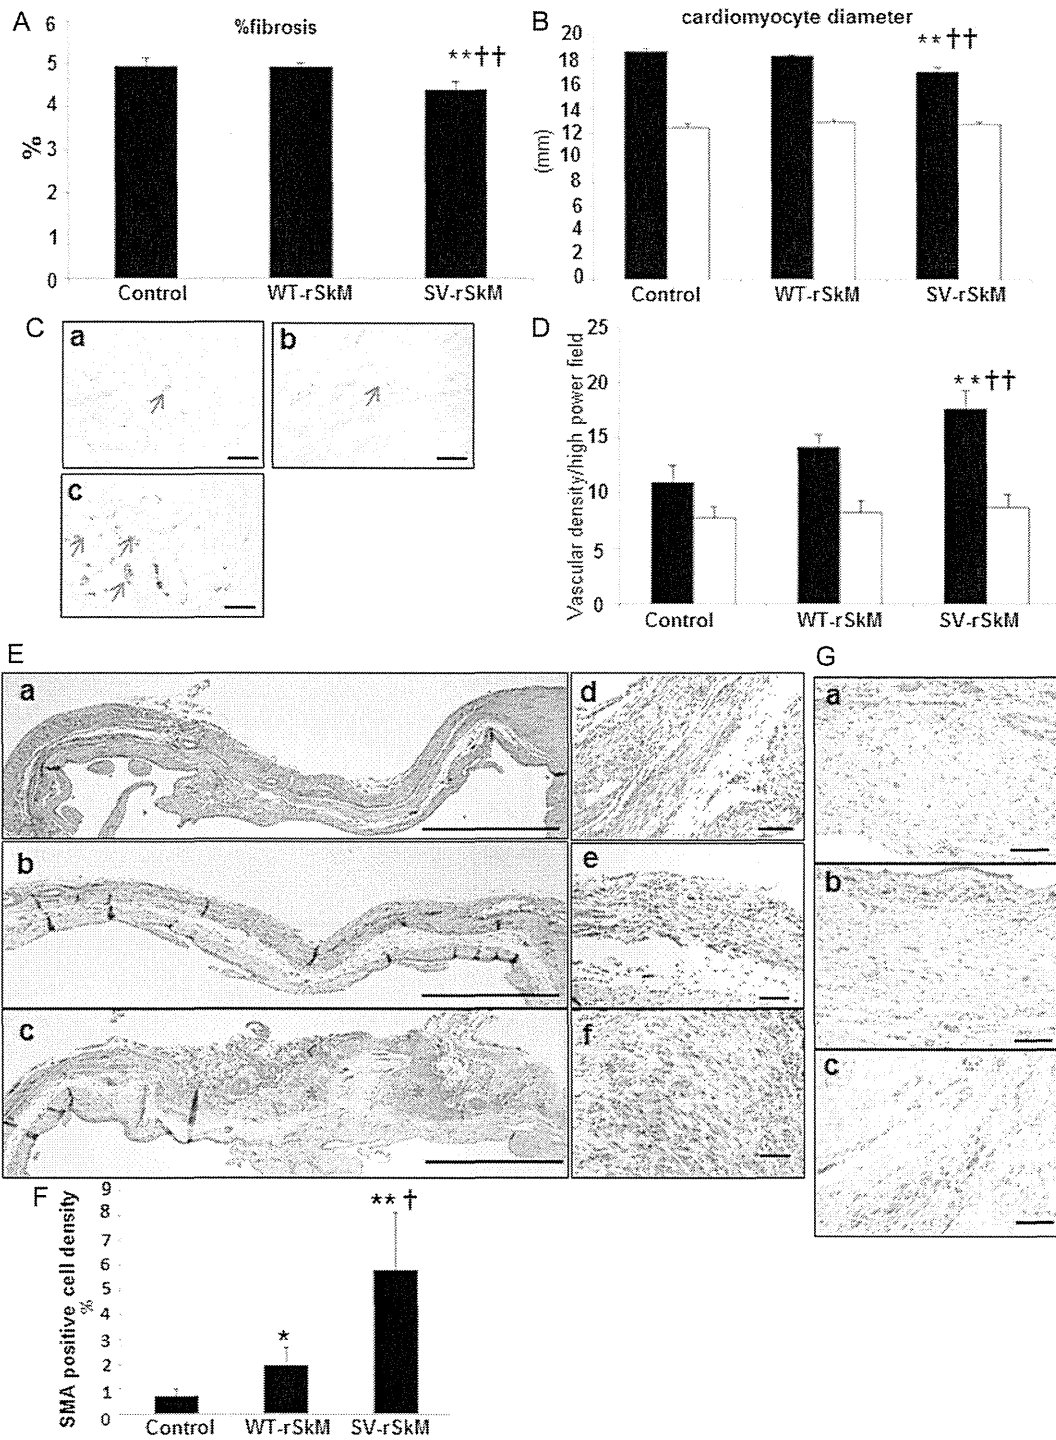 A
%fibrosis
6
5
4
3
2
1
0
%
**††
Control WT-rSkM SV-rSkM
B
cardiomyocyte diameter
20
18
16
14
12
10
8
6
4
2
0
(mm)
**††
Control WT-rSkM SV-rSkM
C
a
b
c
D
25
20
15
10
5
0
Vascular density/high power field
**††
Control WT-rSkM SV-rSkM
E
a
b
c
d
e
f
G
a
b
c
F
9
8
7
6
5
4
3
2
1
0
SMA positive cell density
%
*
** †
Control WT-rSkM SV-rSkM